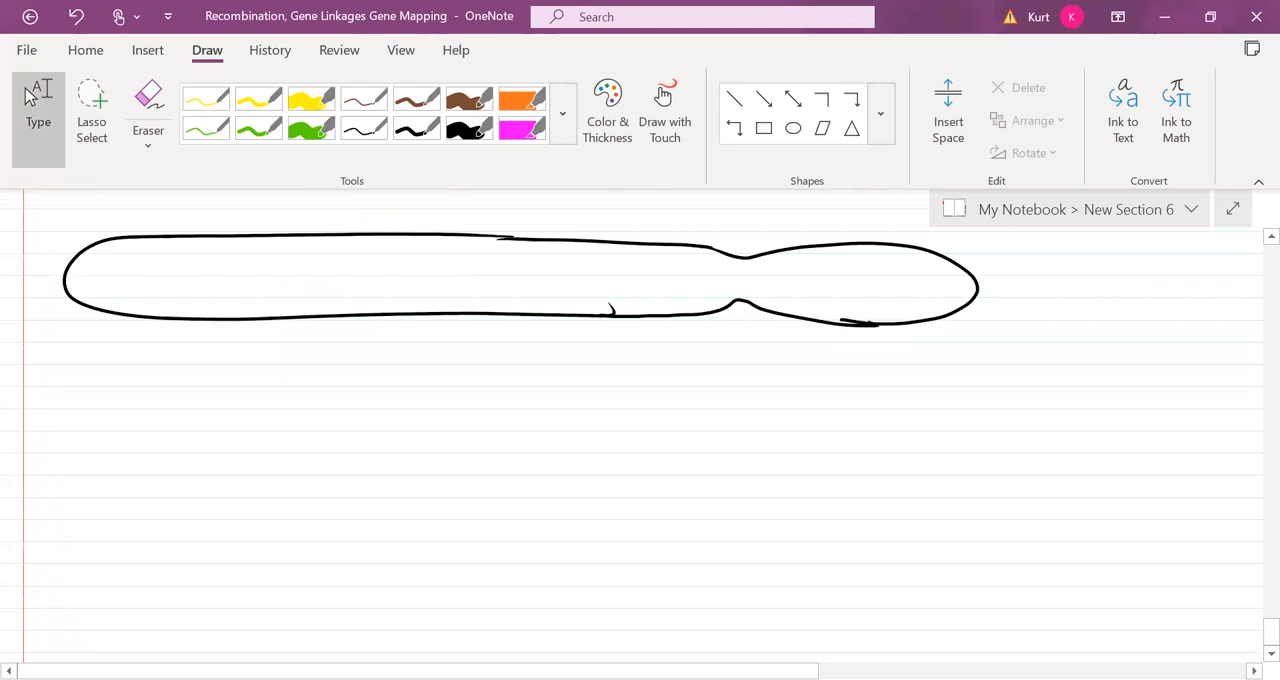 Recombination, Gene Linkages Gene Mapping - OneNote
Search
Kurt
K
File Home Insert Draw History Review View Help
Type
Lasso Select
Eraser
Color & Thickness
Draw with Touch
Insert Space
Delete
Arrange
Rotate
Ink to Text
Ink to Math
Tools
Shapes
Edit
Convert
My Notebook > New Section 6